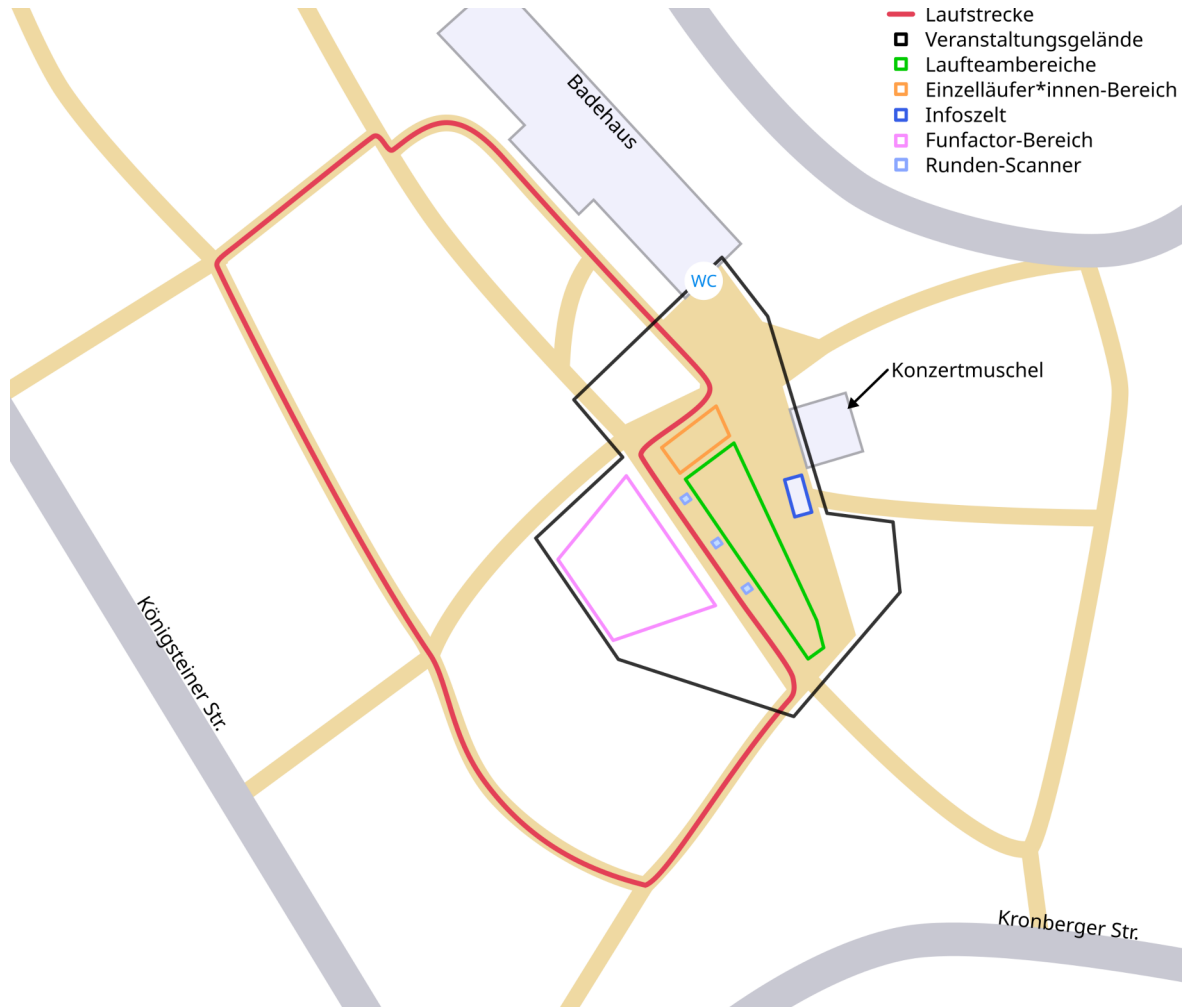 Laufstrecke
Veranstaltungsgelände
Laufteambereiche
Einzelläufer*innen-Bereich
Infoszelt
Funfactor-Bereich
Runden-Scanner
Badehaus
WC
Konzertmuschel
Königsteiner Str.
Kronberger Str.